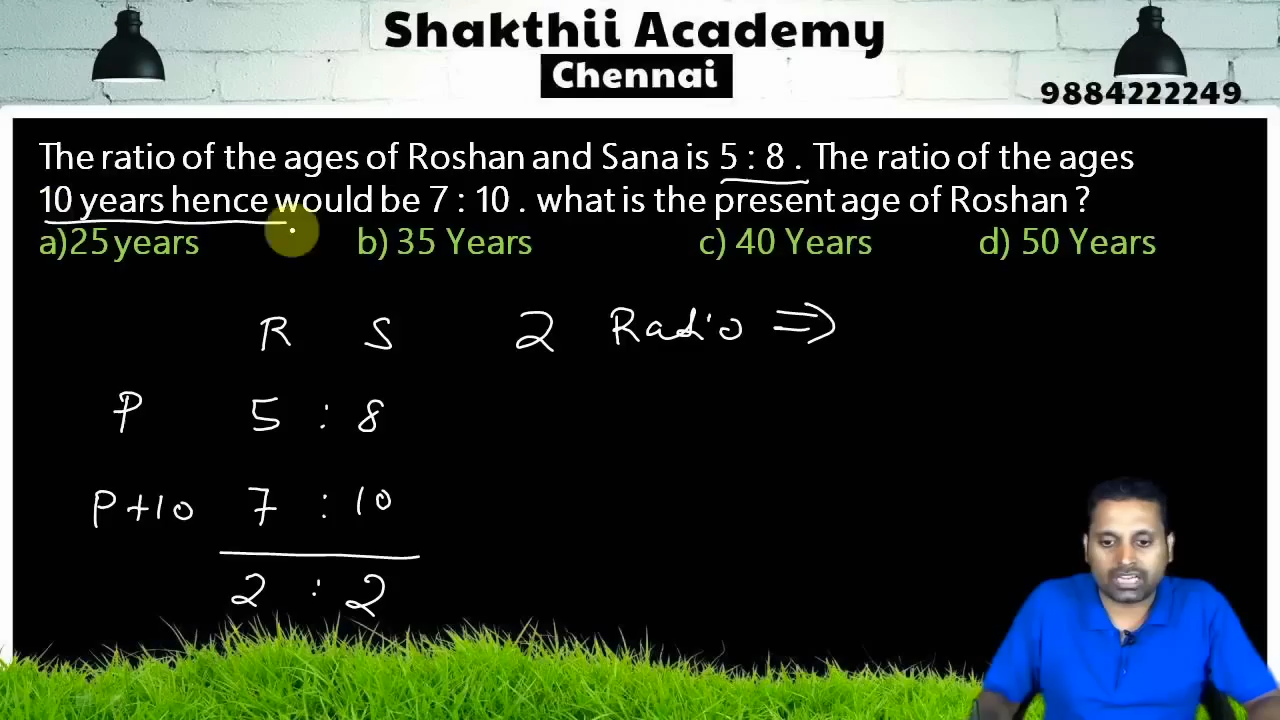 Shakthii Academy
Chennai
9884222249
The ratio of the ages of Roshan and Sana is 5 : 8 . The ratio of the ages
10 years hence would be 7 : 10 . what is the present age of Roshan ?
a)25 years b) 35 Years c) 40 Years d) 50 Years
R S 2 Radio ⇒
P 5 : 8
P+10 7 : 10
2 : 2